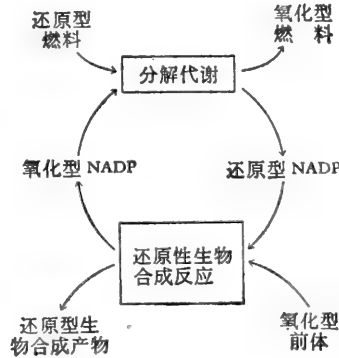 还原型
燃料
氧化型
燃 料
分解代谢
氧化型 NADP
还原型 NADP
还原性生物
合成反应
还原型生
物合成产物
氧化型
前体